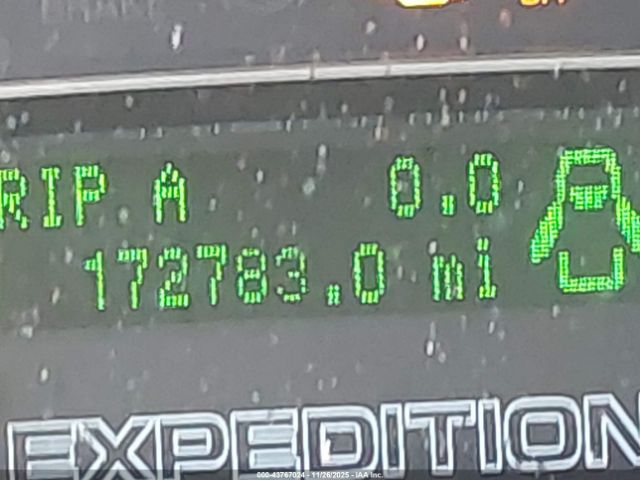 RIP A 0.0
172783.0 mi
EXPEDITION
000-43767024 - 11/26/2025 - IAA Inc.